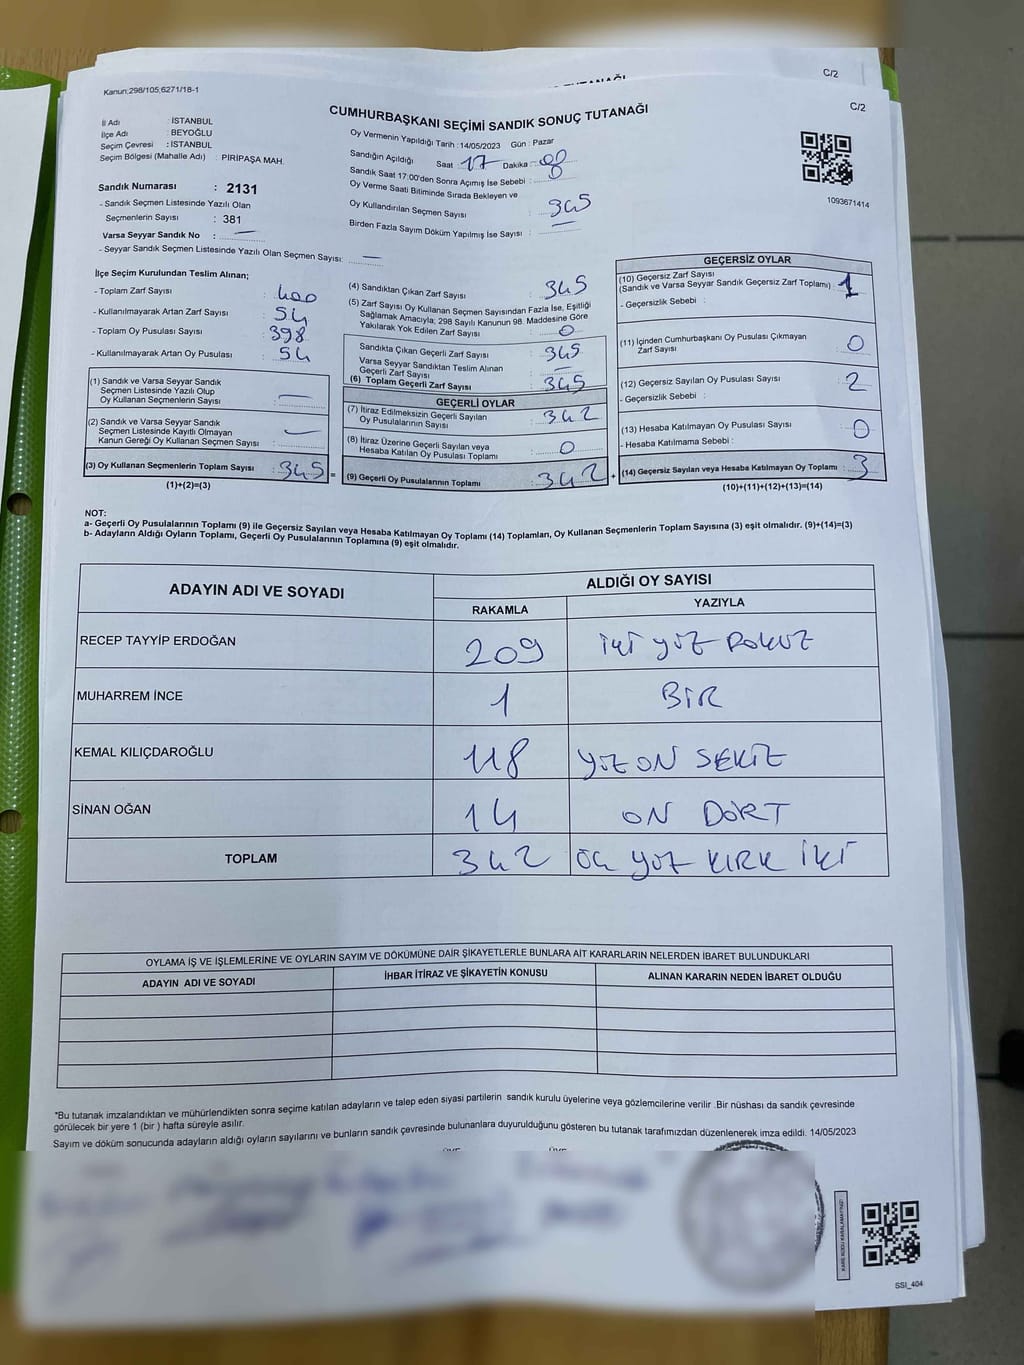 C/2
Kanun:298/105;6271/18-1
C/2
CUMHURBAŞKANI SEÇİMİ SANDIK SONUÇ TUTANAĞI
İl Adı : İSTANBUL
İlçe Adı : BEYOĞLU
Seçim Çevresi : İSTANBUL
Seçim Bölgesi (Mahalle Adı) : PİRİPAŞA MAH.
Sandık Numarası : 2131
- Sandık Seçmen Listesinde Yazılı Olan
Seçmenlerin Sayısı : 381
Varsa Seyyar Sandık No : —
- Seyyar Sandık Seçmen Listesinde Yazılı Olan Seçmen Sayısı: —
Oy Vermenin Yapıldığı Tarih :14/05/2023 Gün : Pazar
Sandığın Açıldığı Saat 17 Dakika : 00
Sandık Saat 17:00'den Sonra Açımış İse Sebebi :
Oy Verme Saati Bitiminde Sırada Bekleyen ve
Oy Kullandırılan Seçmen Sayısı : 345
Birden Fazla Sayım Döküm Yapılmış İse Sayısı : —
1093671414
İlçe Seçim Kurulundan Teslim Alınan;
- Toplam Zarf Sayısı : 400
- Kullanılmayarak Artan Zarf Sayısı : 54
- Toplam Oy Pusulası Sayısı : 398
- Kullanılmayarak Artan Oy Pusulası : 54
(1) Sandık ve Varsa Seyyar Sandık
Seçmen Listesinde Yazılı Olup
Oy Kullanan Seçmenlerin Sayısı : —
(2) Sandık ve Varsa Seyyar Sandık
Seçmen Listesinde Kayıtlı Olmayan
Kanun Gereği Oy Kullanan Seçmen Sayısı : —
(3) Oy Kullanan Seçmenlerin Toplam Sayısı : 345 =
(1)+(2)=(3)
(4) Sandıktan Çıkan Zarf Sayısı : 345
(5) Zarf Sayısı Oy Kullanan Seçmen Sayısından Fazla İse, Eşitliği
Sağlamak Amacıyla; 298 Sayılı Kanunun 98. Maddesine Göre
Yakılarak Yok Edilen Zarf Sayısı : 0
Sandıkta Çıkan Geçerli Zarf Sayısı : 345
Varsa Seyyar Sandıktan Teslim Alınan
Geçerli Zarf Sayısı : —
(6) Toplam Geçerli Zarf Sayısı : 345
GEÇERLİ OYLAR
(7) İtiraz Edilmeksizin Geçerli Sayılan
Oy Pusulalarının Sayısı : 342
(8) İtiraz Üzerine Geçerli Sayılan veya
Hesaba Katılan Oy Pusulası Toplamı : 0
(9) Geçerli Oy Pusulalarının Toplamı : 342 +
GEÇERSİZ OYLAR
(10) Geçersiz Zarf Sayısı
(Sandık ve Varsa Seyyar Sandık Geçersiz Zarf Toplamı) : 1
- Geçersizlik Sebebi :
(11) İçinden Cumhurbaşkanı Oy Pusulası Çıkmayan
Zarf Sayısı : 0
(12) Geçersiz Sayılan Oy Pusulası Sayısı : 2
- Geçersizlik Sebebi :
(13) Hesaba Katılmayan Oy Pusulası Sayısı : 0
- Hesaba Katılmama Sebebi :
(14) Geçersiz Sayılan veya Hesaba Katılmayan Oy Toplamı : 3
(10)+(11)+(12)+(13)=(14)
NOT:
a- Geçerli Oy Pusulalarının Toplamı (9) ile Geçersiz Sayılan veya Hesaba Katılmayan Oy Toplamı (14) Toplamları, Oy Kullanan Seçmenlerin Toplam Sayısına (3) eşit olmalıdır. (9)+(14)=(3)
b- Adayların Aldığı Oyların Toplamı, Geçerli Oy Pusulalarının Toplamına (9) eşit olmalıdır.
ADAYIN ADI VE SOYADI ALDIĞI OY SAYISI
RAKAMLA YAZIYLA
RECEP TAYYİP ERDOĞAN 209 İKİ YÜZ DOKUZ
MUHARREM İNCE 1 BİR
KEMAL KILIÇDAROĞLU 118 YÜZ ON SEKİZ
SİNAN OĞAN 14 ON DÖRT
TOPLAM 342 ÜÇ YÜZ KIRK İKİ
OYLAMA İŞ VE İŞLEMLERİNE VE OYLARIN SAYIM VE DÖKÜMÜNE DAİR ŞİKAYETLERLE BUNLARA AİT KARARLARIN NELERDEN İBARET BULUNDUKLARI
ADAYIN ADI VE SOYADI İHBAR İTİRAZ VE ŞİKAYETİN KONUSU ALINAN KARARIN NEDEN İBARET OLDUĞU
*Bu tutanak imzalandıktan ve mühürlendikten sonra seçime katılan adayların ve talep eden siyasi partilerin sandık kurulu üyelerine veya gözlemcilerine verilir .Bir nüshası da sandık çevresinde
görülecek bir yere 1 (bir ) hafta süreyle asılır.
Sayım ve döküm sonucunda adayların aldığı oyların sayılarını ve bunların sandık çevresinde bulunanlara duyurulduğunu gösteren bu tutanak tarafımızdan düzenlenerek imza edildi. 14/05/2023
SSI_404